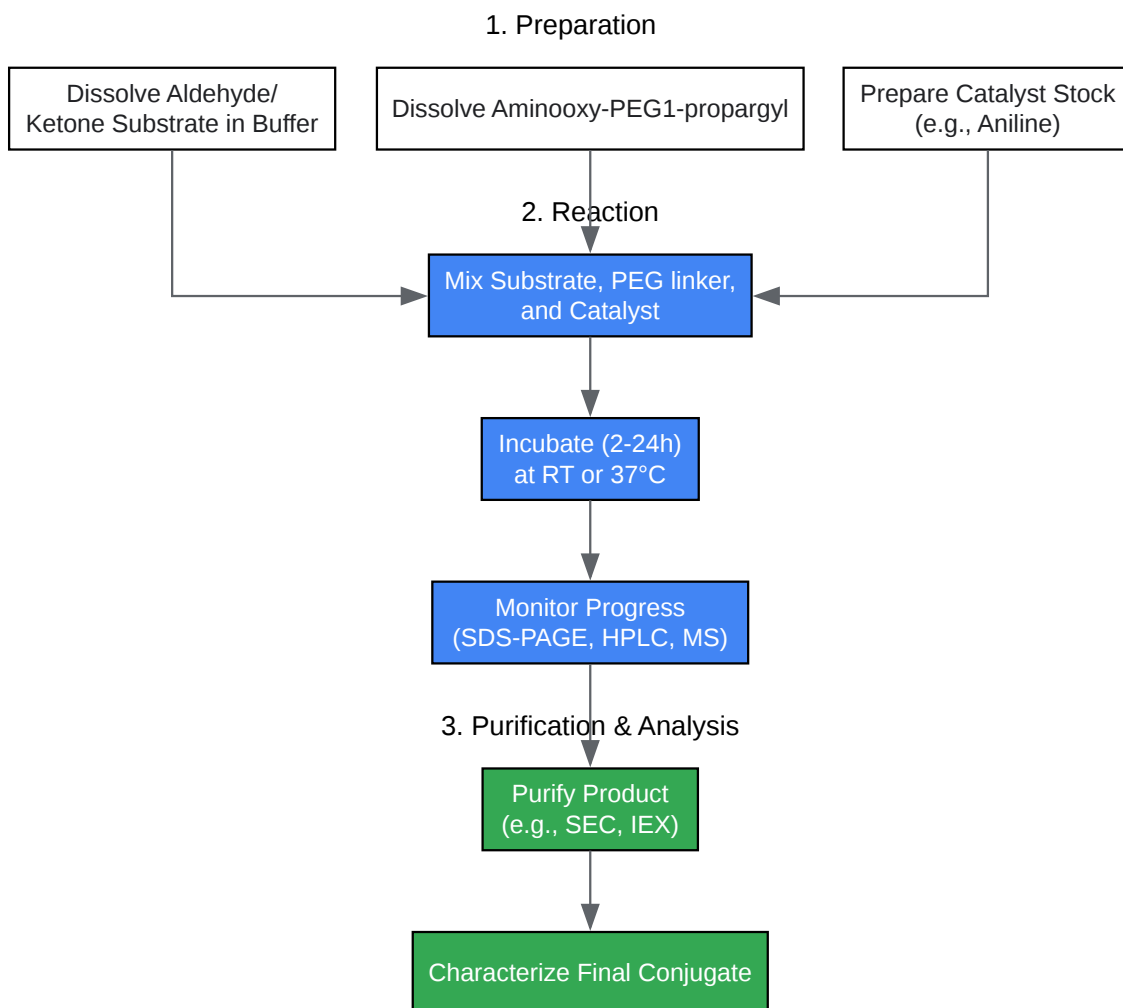 1. Preparation
Dissolve Aldehyde/
Ketone Substrate in Buffer
Dissolve Aminooxy-PEG1-propargyl
Prepare Catalyst Stock
(e.g., Aniline)
2. Reaction
Mix Substrate, PEG linker,
and Catalyst
Incubate (2-24h)
at RT or 37°C
Monitor Progress
(SDS-PAGE, HPLC, MS)
3. Purification & Analysis
Purify Product
(e.g., SEC, IEX)
Characterize Final Conjugate